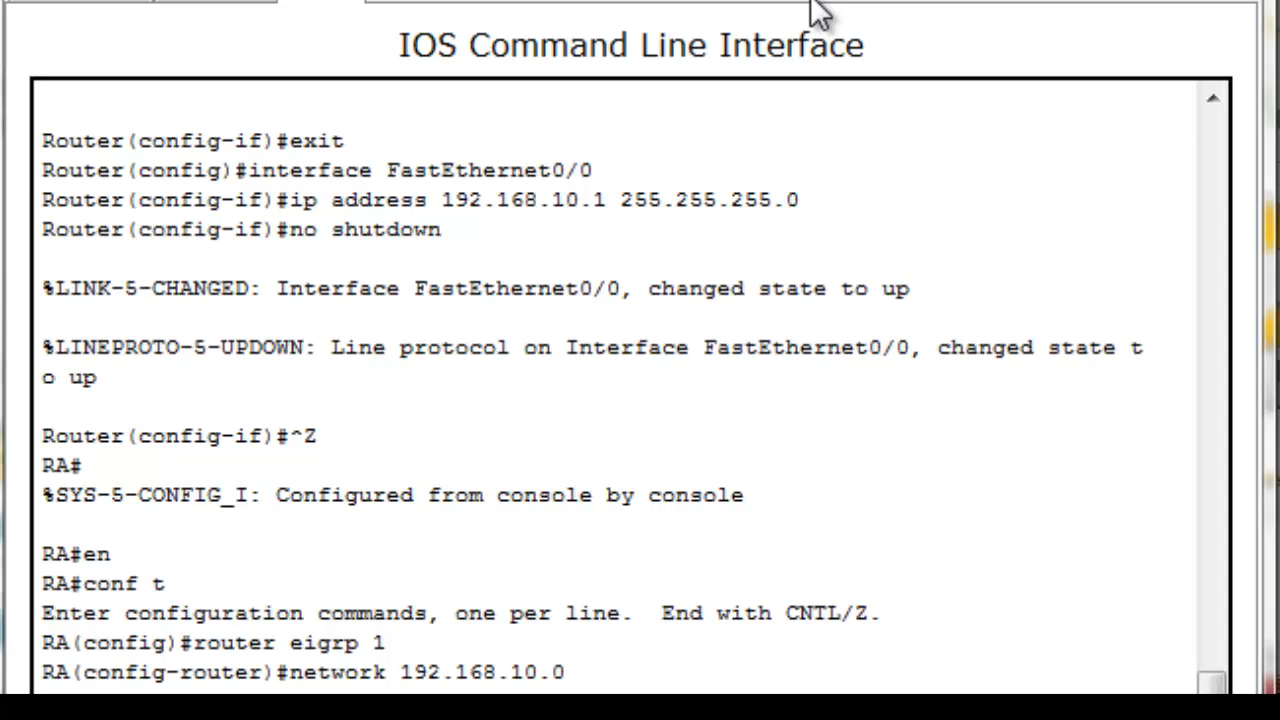 IOS Command Line Interface
Router(config-if)#exit
Router(config)#interface FastEthernet0/0
Router(config-if)#ip address 192.168.10.1 255.255.255.0
Router(config-if)#no shutdown
%LINK-5-CHANGED: Interface FastEthernet0/0, changed state to up
%LINEPROTO-5-UPDOWN: Line protocol on Interface FastEthernet0/0, changed state t
o up
Router(config-if)#^Z
RA#
%SYS-5-CONFIG_I: Configured from console by console
RA#en
RA#conf t
Enter configuration commands, one per line.  End with CNTL/Z.
RA(config)#router eigrp 1
RA(config-router)#network 192.168.10.0